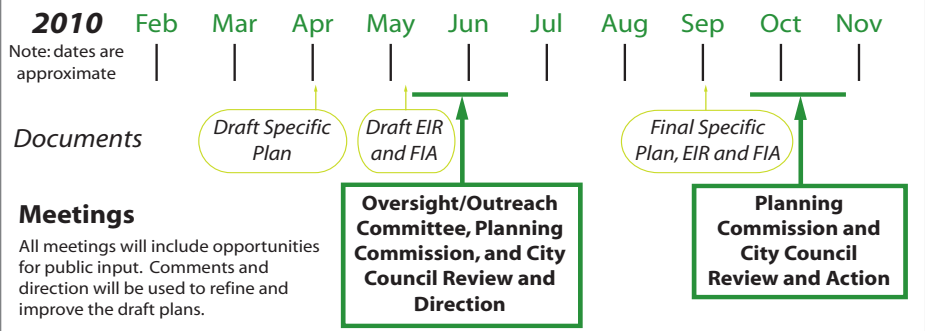 2010 Feb Mar Apr May Jun Jul Aug Sep Oct Nov
Note: dates are
approximate
Documents
Draft Specific
Plan
Draft EIR
and FIA
Final Specific
Plan, EIR and FIA
Meetings
All meetings will include opportunities
for public input. Comments and
direction will be used to refine and
improve the draft plans.
Oversight/Outreach
Committee, Planning
Commission, and City
Council Review and
Direction
Planning
Commission and
City Council
Review and Action